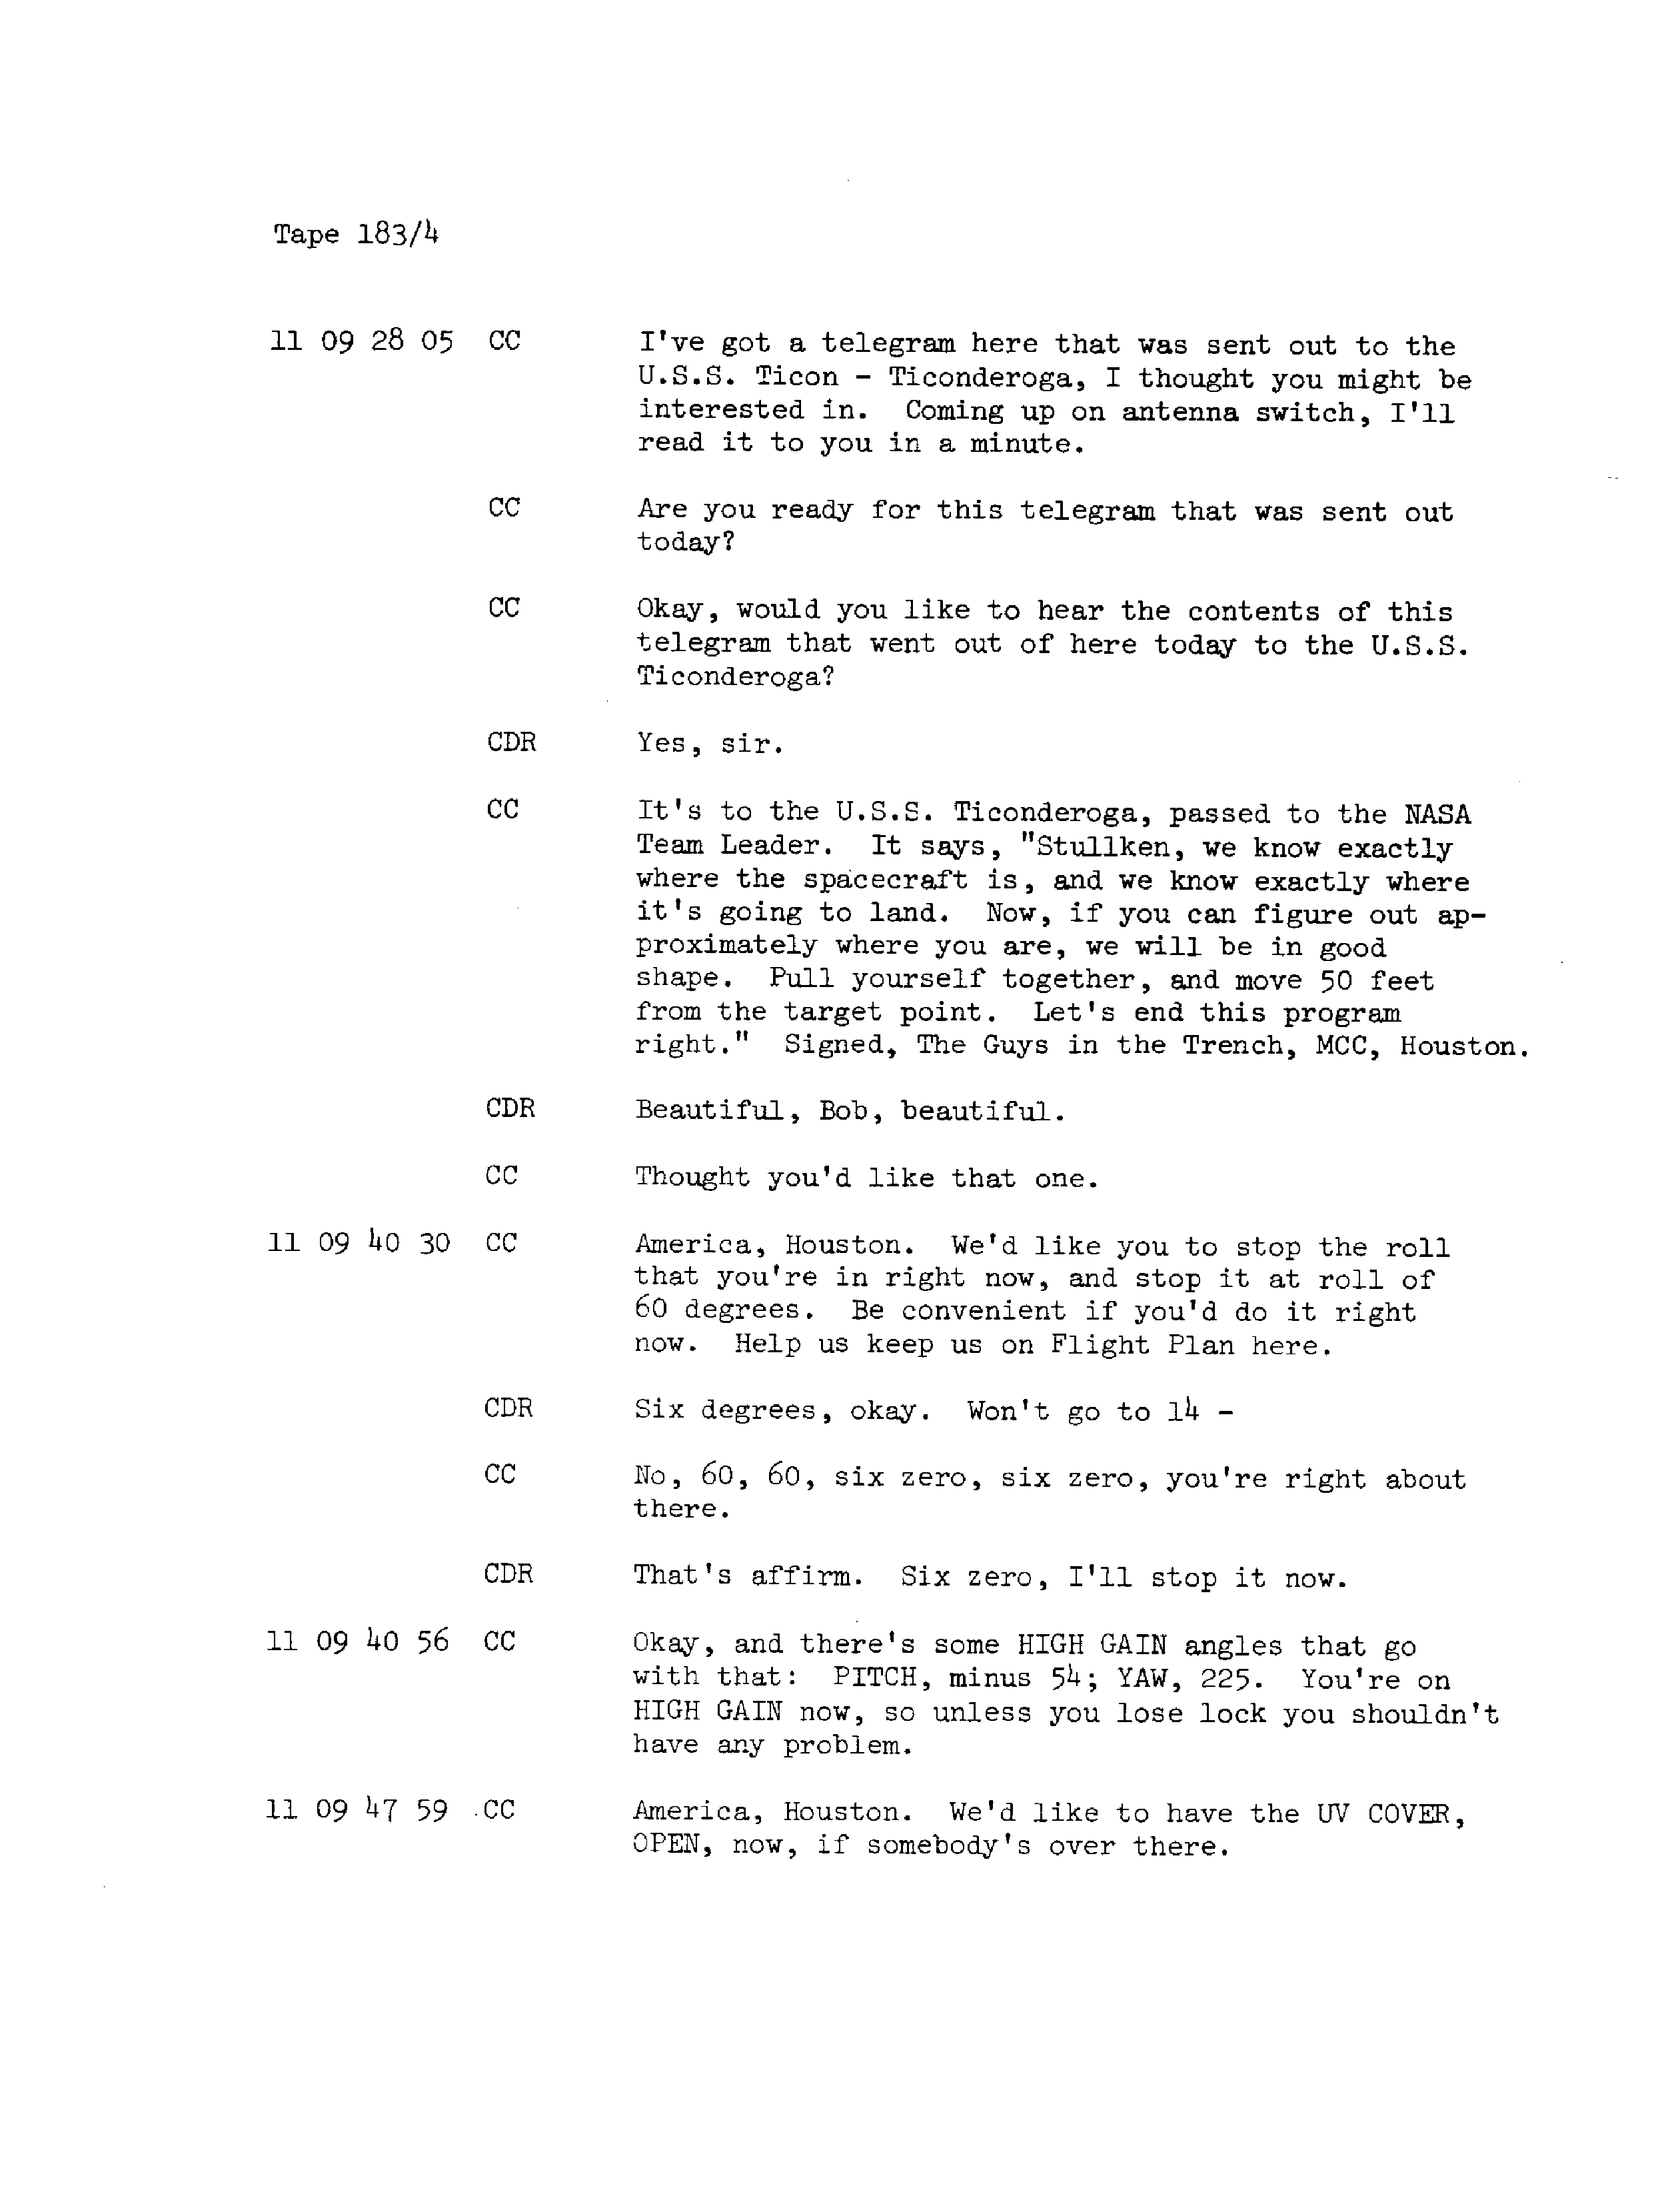 Tape 183/4
11 09 28 05 CC I've got a telegram here that was sent out to the
U.S.S. Ticon - Ticonderoga, I thought you might be
interested in. Coming up on antenna switch, I'll
read it to you in a minute.
CC Are you ready for this telegram that was sent out
today?
CC Okay, would you like to hear the contents of this
telegram that went out of here today to the U.S.S.
Ticonderoga?
CDR Yes, sir.
CC It's to the U.S.S. Ticonderoga, passed to the NASA
Team Leader. It says, "Stullken, we know exactly
where the spacecraft is, and we know exactly where
it's going to land. Now, if you can figure out ap-
proximately where you are, we will be in good
shape. Pull yourself together, and move 50 feet
from the target point. Let's end this program
right." Signed, The Guys in the Trench, MCC, Houston.
CDR Beautiful, Bob, beautiful.
CC Thought you'd like that one.
11 09 40 30 CC America, Houston. We'd like you to stop the roll
that you're in right now, and stop it at roll of
60 degrees. Be convenient if you'd do it right
now. Help us keep us on Flight Plan here.
CDR Six degrees, okay. Won't go to 14 -
CC No, 60, 60, six zero, six zero, you're right about
there.
CDR That's affirm. Six zero, I'll stop it now.
11 09 40 56 CC Okay, and there's some HIGH GAIN angles that go
with that: PITCH, minus 54; YAW, 225. You're on
HIGH GAIN now, so unless you lose lock you shouldn't
have any problem.
11 09 47 59 CC America, Houston. We'd like to have the UV COVER,
OPEN, now, if somebody's over there.